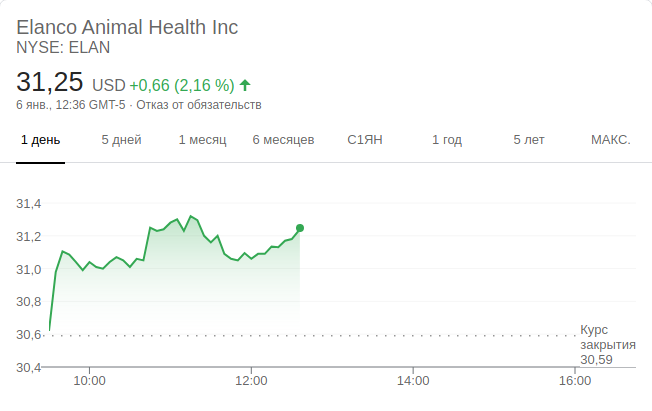 Elanco Animal Health Inc
NYSE: ELAN
31,25 USD +0,66 (2,16 %)
6 янв., 12:36 GMT-5 · Отказ от обязательств
1 день 5 дней 1 месяц 6 месяцев С1ЯН 1 год 5 лет МАКС.
31,4
31,2
31,0
30,8
30,6
Курс
закрытия
30,59
30,4
10:00 12:00 14:00 16:00